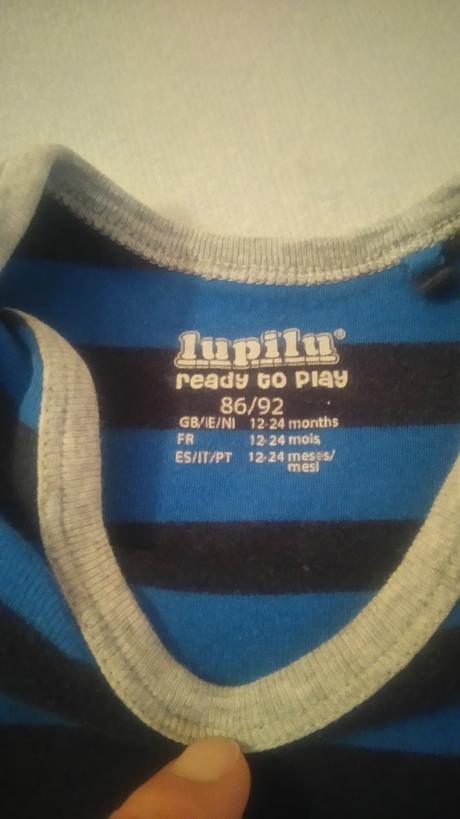 lupilu®
ready to play
86/92
GB/IE/NI 12-24 months
FR 12-24 mois
ES/IT/PT 12-24 meses/
mesi